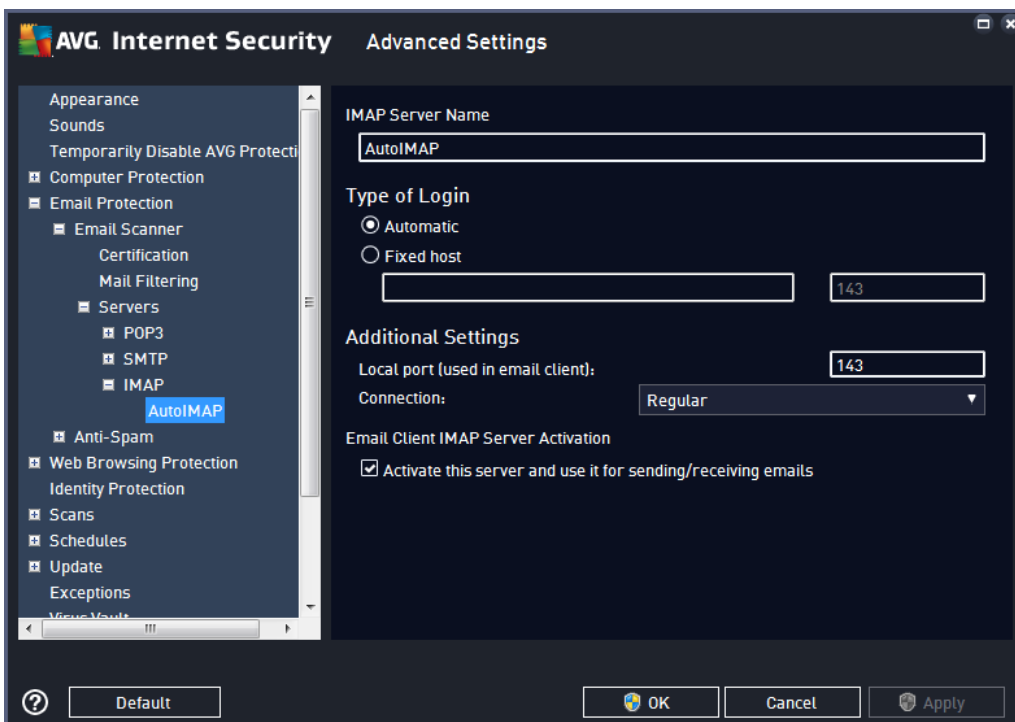 AVG. Internet Security Advanced Settings
Appearance
Sounds
Temporarily Disable AVG Protecti
Computer Protection
Email Protection
Email Scanner
Certification
Mail Filtering
Servers
POP3
SMTP
IMAP
AutoIMAP
Anti-Spam
Web Browsing Protection
Identity Protection
Scans
Schedules
Update
Exceptions
Virus Vault
IMAP Server Name
AutoIMAP
Type of Login
Automatic
Fixed host
143
Additional Settings
Local port (used in email client): 143
Connection: Regular
Email Client IMAP Server Activation
Activate this server and use it for sending/receiving emails
? Default OK Cancel Apply